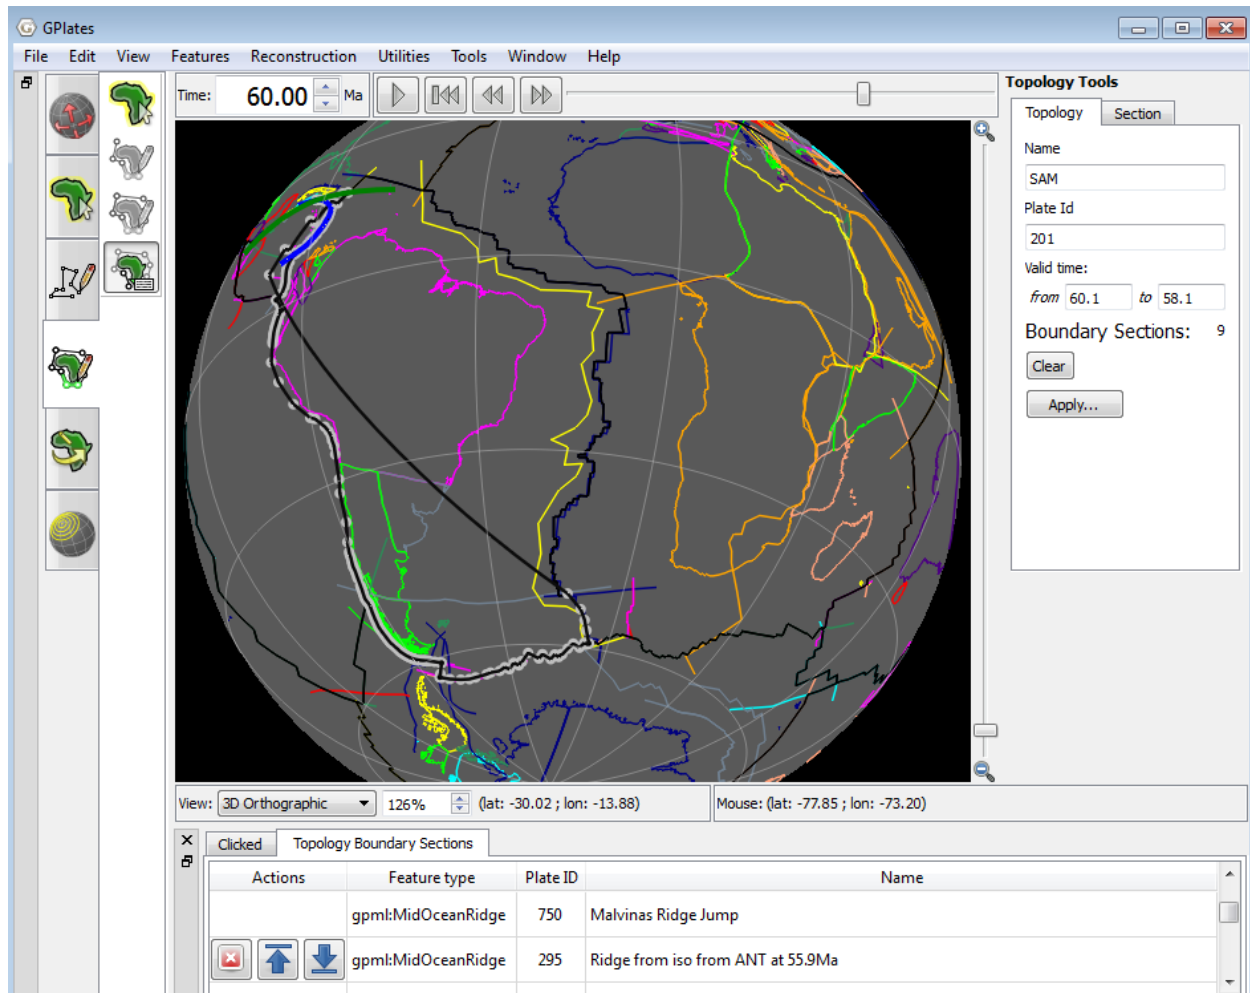 GPlates
File Edit View Features Reconstruction Utilities Tools Window Help
Time: 60.00 Ma
Topology Tools
Topology Section
Name
SAM
Plate Id
201
Valid time:
from 60.1 to 58.1
Boundary Sections: 9
Clear
Apply...
View: 3D Orthographic 126% (lat: -30.02 ; lon: -13.88) Mouse: (lat: -77.85 ; lon: -73.20)
Clicked Topology Boundary Sections
Actions Feature type Plate ID Name
gpml:MidOceanRidge 750 Malvinas Ridge Jump
gpml:MidOceanRidge 295 Ridge from iso from ANT at 55.9Ma